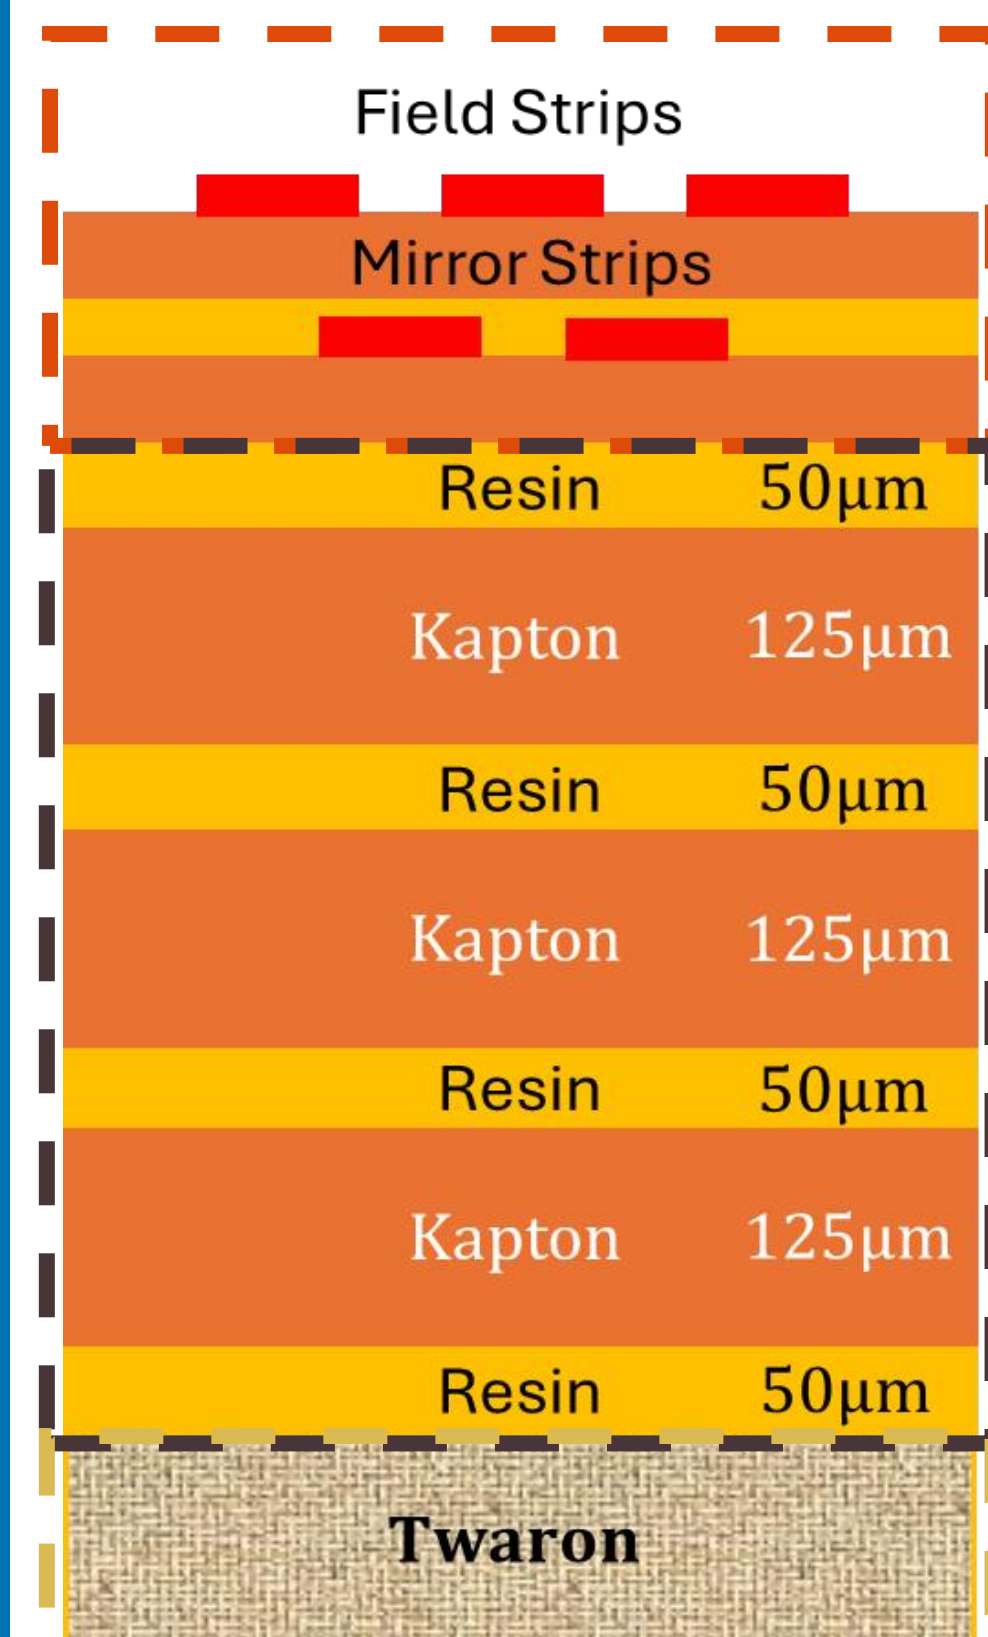 Field Strips
Mirror Strips
Resin 50μm
Kapton 125μm
Resin 50μm
Kapton 125μm
Resin 50μm
Kapton 125μm
Resin 50μm
Twaron